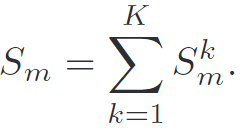 $S_m = \sum_{k=1}^{K} S_m^k.$